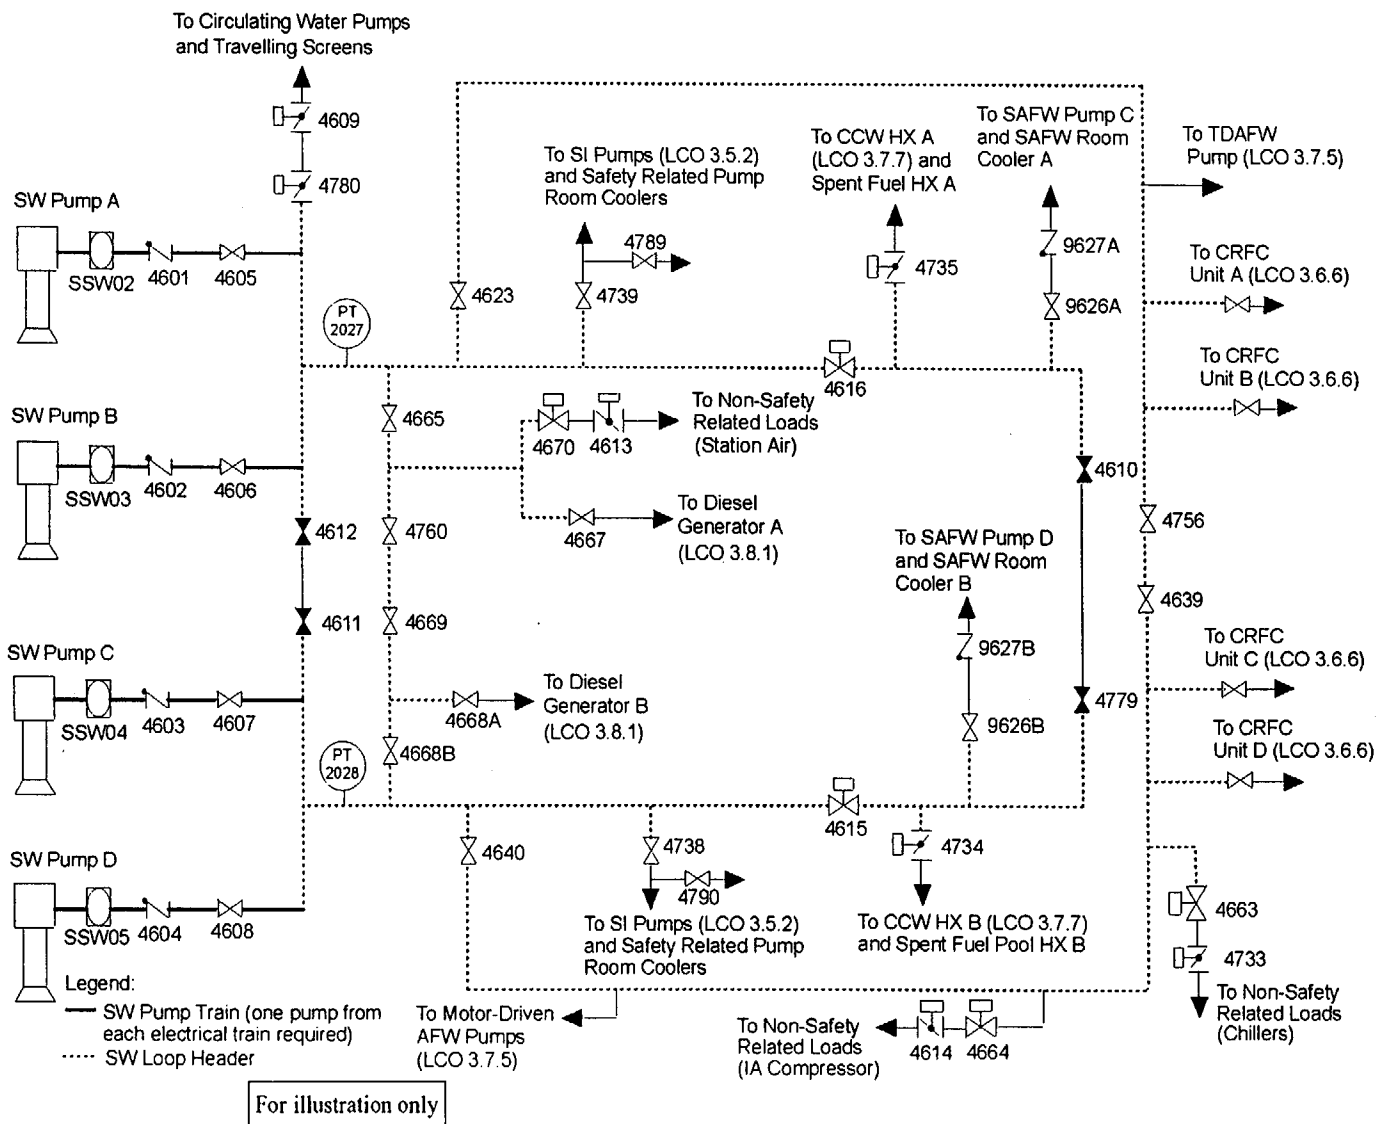 To Circulating Water Pumps
and Travelling Screens
4609
4780
SW Pump A
SSW02
4601
4605
PT
2027
4623
To SI Pumps (LCO 3.5.2)
and Safety Related Pump
Room Coolers
4789
4739
To CCW HX A
(LCO 3.7.7) and
Spent Fuel HX A
4735
To SAFW Pump C
and SAFW Room
Cooler A
9627A
9626A
To TDAFW
Pump (LCO 3.7.5)
To CRFC
Unit A (LCO 3.6.6)
To CRFC
Unit B (LCO 3.6.6)
4616
SW Pump B
SSW03
4602
4606
4612
4611
4665
4670
4613
To Non-Safety
Related Loads
(Station Air)
4760
4667
To Diesel
Generator A
(LCO 3.8.1)
4669
4610
4756
4639
To SAFW Pump D
and SAFW Room
Cooler B
9627B
9626B
4779
SW Pump C
SSW04
4603
4607
4668A
To Diesel
Generator B
(LCO 3.8.1)
4668B
PT
2028
To CRFC
Unit C (LCO 3.6.6)
To CRFC
Unit D (LCO 3.6.6)
SW Pump D
SSW05
4604
4608
4640
4738
4790
To SI Pumps (LCO 3.5.2)
and Safety Related Pump
Room Coolers
4615
4734
To CCW HX B (LCO 3.7.7)
and Spent Fuel Pool HX B
4663
4733
To Non-Safety
Related Loads
(Chillers)
Legend:
SW Pump Train (one pump from
each electrical train required)
SW Loop Header
To Motor-Driven
AFW Pumps
(LCO 3.7.5)
To Non-Safety
Related Loads
(IA Compressor)
4614
4664
For illustration only